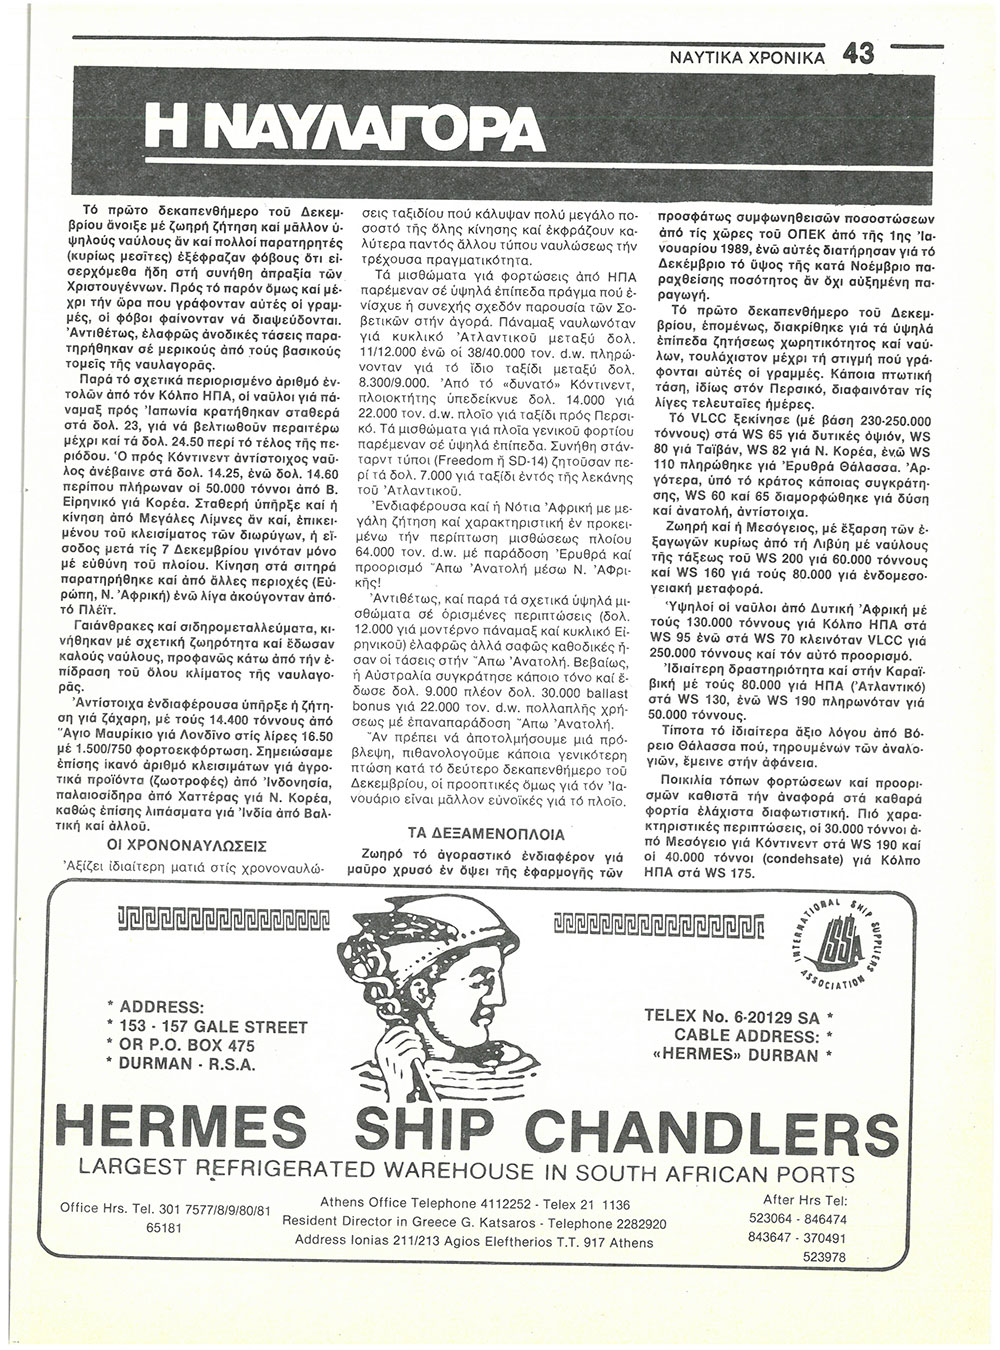 ΝΑΥΤΙΚΑ ΧΡΟΝΙΚΑ 43
Η ΝΑΥΛΑΓΟΡΑ
Τό πρῶτο δεκαπενθήμερο τοῦ Δεκεμ-
βρίου ἄνοιξε μέ ζωηρή ζήτηση καί μᾶλλον ὑ-
ψηλούς ναύλους ἄν καί πολλοί παρατηρητές
(κυρίως μεσῖτες) ἐξέφραζαν φόβους ὅτι εἰ-
σερχόμεθα ἤδη στή συνήθη ἀπραξία τῶν
Χριστουγέννων. Πρός τό παρόν ὅμως καί μέ-
χρι τήν ὥρα που γράφονταν αὐτές οἱ γραμ-
μές, οἱ φόβοι φαίνονταν νά διαψεύδονται.
Ἀντιθέτως, ἐλαφρῶς ἀνοδικές τάσεις παρα-
τηρήθηκαν σέ μερικούς ἀπό τούς βασικούς
τομεῖς τῆς ναυλαγορᾶς.
Παρά τό σχετικά περιορισμένο ἀριθμό ἐν-
τολῶν ἀπό τόν Κόλπο ΗΠΑ, οἱ ναῦλοι γιά πά-
ναμαξ πρός Ἰαπωνία κρατήθηκαν σταθερά
στά δολ. 23, γιά νά βελτιωθοῦν περαιτέρω
μέχρι καί τά δολ. 24.50 περί τό τέλος τῆς πε-
ριόδου. Ὁ πρός Κόντινεντ ἀντίστοιχος ναῦ-
λος ἀνέβαινε στά δολ. 14.25, ἐνῶ δολ. 14.60
περίπου πλήρωναν οἱ 50.000 τόννοι ἀπό Β.
Εἰρηνικό γιά Κορέα. Σταθερή ὑπῆρξε καί ἡ
κίνηση ἀπό Μεγάλες Λίμνες ἄν καί, ἐπικει-
μένου τοῦ κλεισίματος τῶν διωρύγων, ἡ εἴ-
σοδος μετά τίς 7 Δεκεμβρίου γινόταν μόνο
μέ εὐθύνη τοῦ πλοίου. Κίνηση στά σιτηρά
παρατηρήθηκε καί ἀπό ἄλλες περιοχές (Εὐ-
ρώπη, Ν. Ἀφρική) ἐνῶ λίγα ἀκούγονταν ἀπό-
τό Πλέϊτ.
Γαιάνθρακες καί σιδηρομεταλλεύματα, κι-
νήθηκαν μέ σχετική ζωηρότητα καί ἔδωσαν
καλούς ναύλους, προφανῶς κάτω ἀπό τήν ἐ-
πίδραση τοῦ ὅλου κλίματος τῆς ναυλαγο-
ρᾶς.
Ἀντίστοιχα ἐνδιαφέρουσα ὑπῆρξε ἡ ζήτη-
ση γιά ζάχαρη, μέ τούς 14.400 τόννους ἀπό
Ἅγιο Μαυρίκιο γιά Λονδῖνο στίς λίρες 16.50
μέ 1.500/750 φορτοεκφόρτωση. Σημειώσαμε
ἐπίσης ἱκανό ἀριθμό κλεισιμάτων γιά ἀγρο-
τικά προϊόντα (ζωοτροφές) ἀπό Ἰνδονησία,
παλαιοσίδηρα ἀπό Χαττέρας γιά Ν. Κορέα,
καθώς ἐπίσης λιπάσματα γιά Ἰνδία ἀπό Βαλ-
τική καί ἀλλοῦ.
ΟΙ ΧΡΟΝΟΝΑΥΛΩΣΕΙΣ
Ἀξίζει ἰδιαίτερη ματιά στίς χρονοναυλώ-
σεις ταξιδίου πού κάλυψαν πολύ μεγάλο πο-
σοστό τῆς ὅλης κίνησης καί ἐκφράζουν κα-
λύτερα παντός ἄλλου τύπου ναυλώσεως τήν
τρέχουσα πραγματικότητα.
Τά μισθώματα γιά φορτώσεις ἀπό ΗΠΑ
παρέμεναν σέ ὑψηλά ἐπίπεδα πράγμα πού ἐ-
νίσχυε ἡ συνεχής σχεδόν παρουσία τῶν Σο-
βετικῶν στήν ἀγορά. Πάναμαξ ναυλωνόταν
γιά κυκλικό Ἀτλαντικοῦ μεταξύ δολ.
11/12.000 ἐνῶ οἱ 38/40.000 τον. d.w. πληρώ-
νονταν γιά τό ἴδιο ταξίδι μεταξύ δολ.
8.300/9.000. Ἀπό τό «δυνατό» Κόντινεντ,
πλοιοκτήτης ὑπεδείκνυε δολ. 14.000 γιά
22.000 τον. d.w. πλοῖο γιά ταξίδι πρός Περσι-
κό. Τά μισθώματα γιά πλοῖα γενικοῦ φορτίου
παρέμεναν σέ ὑψηλά ἐπίπεδα. Συνήθη στάν-
ταρντ τύποι (Freedom ἤ SD-14) ζητοῦσαν πε-
ρί τά δολ. 7.000 γιά ταξίδι ἐντός τῆς λεκάνης
τοῦ Ἀτλαντικοῦ.
Ἐνδιαφέρουσα καί ἡ Νότια Ἀφρική με με-
γάλη ζήτηση καί χαρακτηριστική ἐν προκει-
μένω τήν περίπτωση μισθώσεως πλοίου
64.000 τον. d.w. μέ παράδοση Ἐρυθρά καί
προορισμό Ἄπω Ἀνατολή μέσω Ν. Ἀφρι-
κῆς!
Ἀντιθέτως, καί παρά τά σχετικά ὑψηλά μι-
σθώματα σέ ὁρισμένες περιπτώσεις (δολ.
12.000 γιά μοντέρνο πάναμαξ καί κυκλικό Εἰ-
ρηνικοῦ) ἐλαφρῶς ἀλλά σαφῶς καθοδικές ἤ-
σαν οἱ τάσεις στήν Ἄπω Ἀνατολή. Βεβαίως,
ἡ Αὐστραλία συγκράτησε κάποιο τόνο καί ἔ-
δωσε δολ. 9.000 πλέον δολ. 30.000 ballast
bonus γιά 22.000 τον. d.w. πολλαπλῆς χρή-
σεως μέ ἐπαναπαράδοση Ἄπω Ἀνατολή.
Ἄν πρέπει νά ἀποτολμήσουμε μιά πρό-
βλεψη, πιθανολογοῦμε κάποια γενικότερη
πτώση κατά τό δεύτερο δεκαπενθήμερο τοῦ
Δεκεμβρίου, οἱ προοπτικές ὅμως γιά τόν Ἰα-
νουάριο εἶναι μᾶλλον εὐνοϊκές γιά τό πλοῖο.
ΤΑ ΔΕΞΑΜΕΝΟΠΛΟΙΑ
Ζωηρό τό ἀγοραστικό ἐνδιαφέρον γιά
μαῦρο χρυσό ἐν ὄψει τῆς ἐφαρμογῆς τῶν
προσφάτως συμφωνηθεισῶν ποσοστώσεων
ἀπό τίς χῶρες τοῦ ΟΠΕΚ ἀπό τῆς 1ης Ἰα-
νουαρίου 1989, ἐνῶ αὐτές διατήρησαν γιά τό
Δεκέμβριο τό ὕψος τῆς κατά Νοέμβριο πα-
ραχθείσης ποσότητος ἄν ὄχι αὐξημένη πα-
ραγωγή.
Τό πρῶτο δεκαπενθήμερο τοῦ Δεκεμ-
βρίου, ἑπομένως, διακρίθηκε γιά τά ὑψηλά
ἐπίπεδα ζητήσεως χωρητικότητος καί ναύ-
λων, τουλάχιστον μέχρι τή στιγμή πού γρά-
φονται αὐτές οἱ γραμμές. Κάποια πτωτική
τάση, ἰδίως στόν Περσικό, διαφαινόταν τίς
λίγες τελευταῖες ἡμέρες.
Τό VLCC ξεκίνησε (μέ βάση 230-250.000
τόννους) στά WS 65 γιά δυτικές ὀψιόν, WS
80 γιά Ταϊβάν, WS 82 γιά Ν. Κορέα, ἐνῶ WS
110 πληρώθηκε γιά Ἐρυθρά Θάλασσα. Ἀρ-
γότερα, ὑπό τό κράτος κάποιας συγκράτη-
σης, WS 60 καί 65 διαμορφώθηκε γιά δύση
καί ἀνατολή, ἀντίστοιχα.
Ζωηρή καί ἡ Μεσόγειος, μέ ἔξαρση τῶν ἐ-
ξαγωγῶν κυρίως ἀπό τή Λιβύη μέ ναύλους
τῆς τάξεως τοῦ WS 200 γιά 60.000 τόννους
καί WS 160 γιά τούς 80.000 γιά ἐνδομεσο-
γειακή μεταφορά.
Ὑψηλοί οἱ ναῦλοι ἀπό Δυτική Ἀφρική μέ
τούς 130.000 τόννους γιά Κόλπο ΗΠΑ στά
WS 95 ἐνῶ στά WS 70 κλεινόταν VLCC γιά
250.000 τόννους καί τόν αὐτό προορισμό.
Ἰδιαίτερη δραστηριότητα καί στήν Καραΐ-
βική μέ τούς 80.000 γιά ΗΠΑ (Ἀτλαντικό)
στά WS 130, ἐνῶ WS 190 πληρωνόταν γιά
50.000 τόννους.
Τίποτα τό ἰδιαίτερα ἄξιο λόγου ἀπό Βό-
ρειο Θάλασσα πού, τηρουμένων τῶν ἀναλο-
γιῶν, ἔμεινε στήν ἀφάνεια.
Ποικιλία τόπων φορτώσεων καί προορι-
σμῶν καθιστᾶ τήν ἀναφορά στά καθαρά
φορτία ἐλάχιστα διαφωτιστική. Πιό χαρα-
κτηριστικές περιπτώσεις, οἱ 30.000 τόννοι ἀ-
πό Μεσόγειο γιά Κόντινεντ στά WS 190 καί
οἱ 40.000 τόννοι (condehsate) γιά Κόλπο
ΗΠΑ στά WS 175.
INTERNATIONAL SHIP SUPPLIERS ASSOCIATION
ISSA
* ADDRESS:
* 153 - 157 GALE STREET
* OR P.O. BOX 475
* DURMAN - R.S.A.
TELEX No. 6-20129 SA *
CABLE ADDRESS: *
«HERMES» DURBAN *
HERMES SHIP CHANDLERS
LARGEST REFRIGERATED WAREHOUSE IN SOUTH AFRICAN PORTS
Office Hrs. Tel. 301 7577/8/9/80/81
65181
Athens Office Telephone 4112252 - Telex 21 1136
Resident Director in Greece G. Katsaros - Telephone 2282920
Address Ionias 211/213 Agios Eleftherios T.T. 917 Athens
After Hrs Tel:
523064 - 846474
843647 - 370491
523978